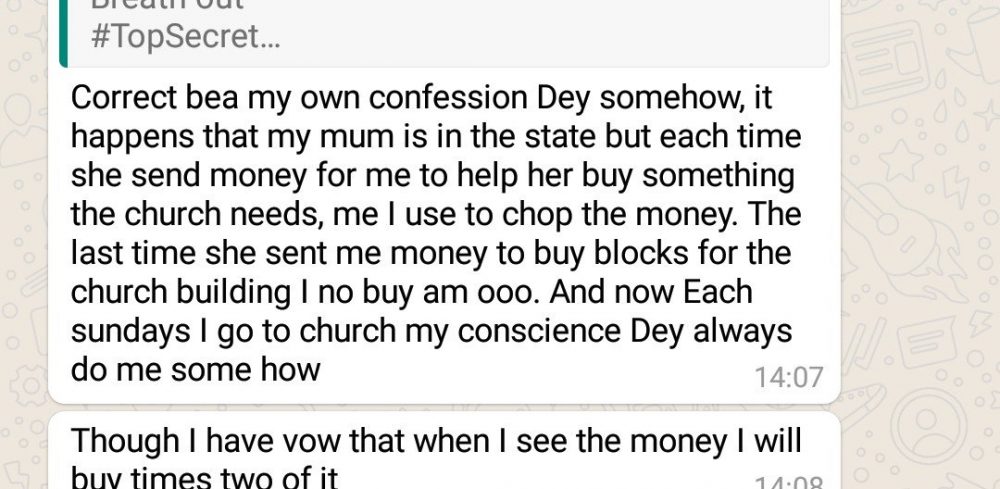 Breath out
#TopSecret...
Correct bea my own confession Dey somehow, it
happens that my mum is in the state but each time
she send money for me to help her buy something
the church needs, me I use to chop the money. The
last time she sent me money to buy blocks for the
church building I no buy am ooo. And now Each
sundays I go to church my conscience Dey always
do me some how
14:07
Though I have vow that when I see the money I will
buy times two of it
14:08